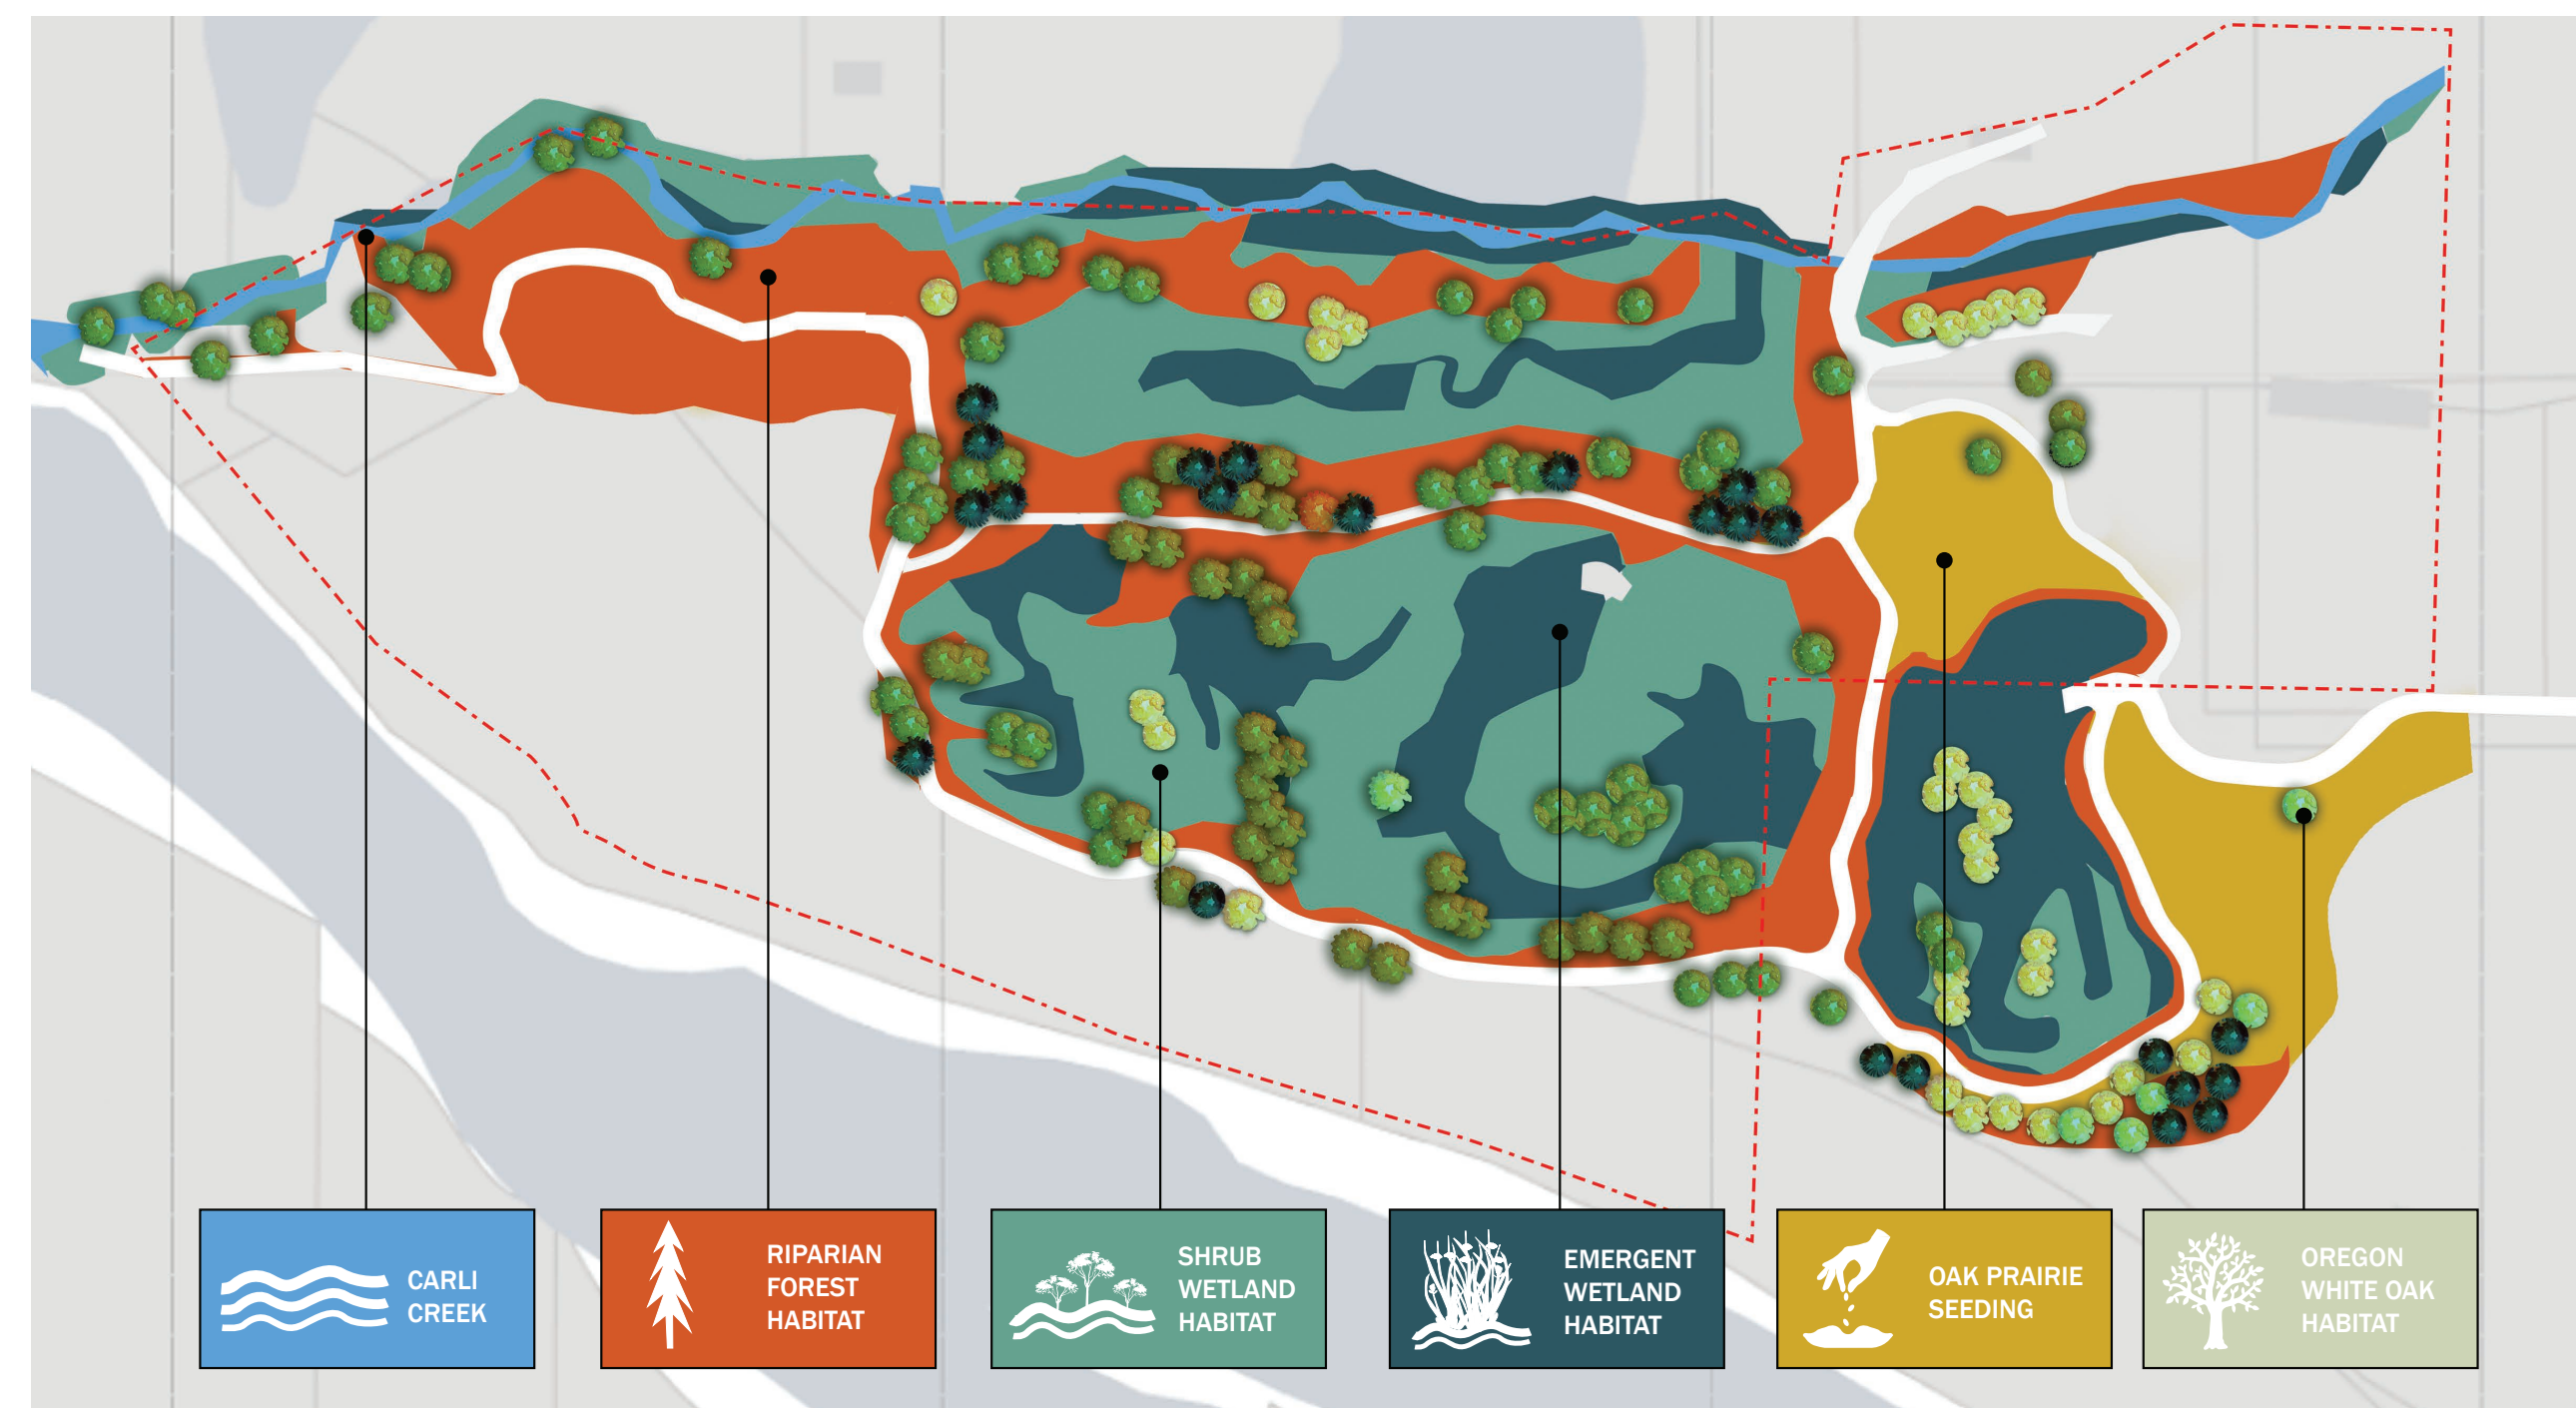 CARLI
CREEK
RIPARIAN
FOREST
HABITAT
SHRUB
WETLAND
HABITAT
EMERGENT
WETLAND
HABITAT
OAK PRAIRIE
SEEDING
OREGON
WHITE OAK
HABITAT